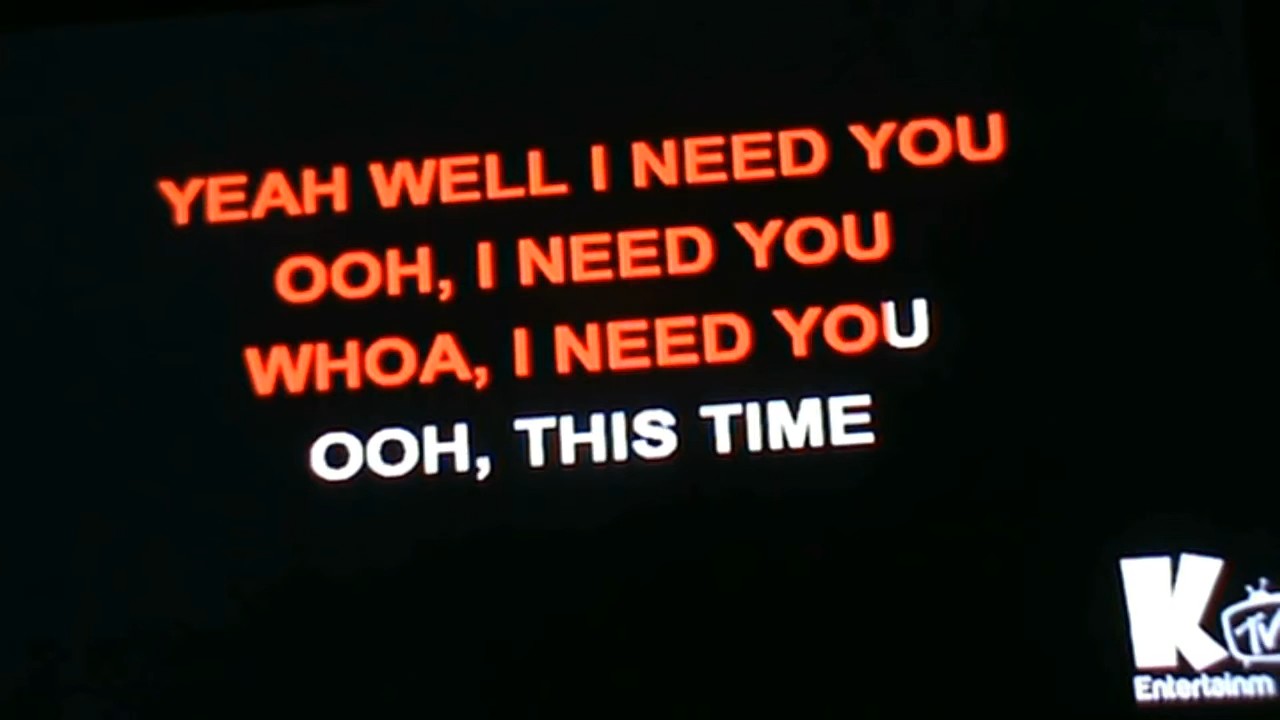 YEAH WELL I NEED YOU
OOH, I NEED YOU
WHOA, I NEED YOU
OOH, THIS TIME
K
TV
Entertainm